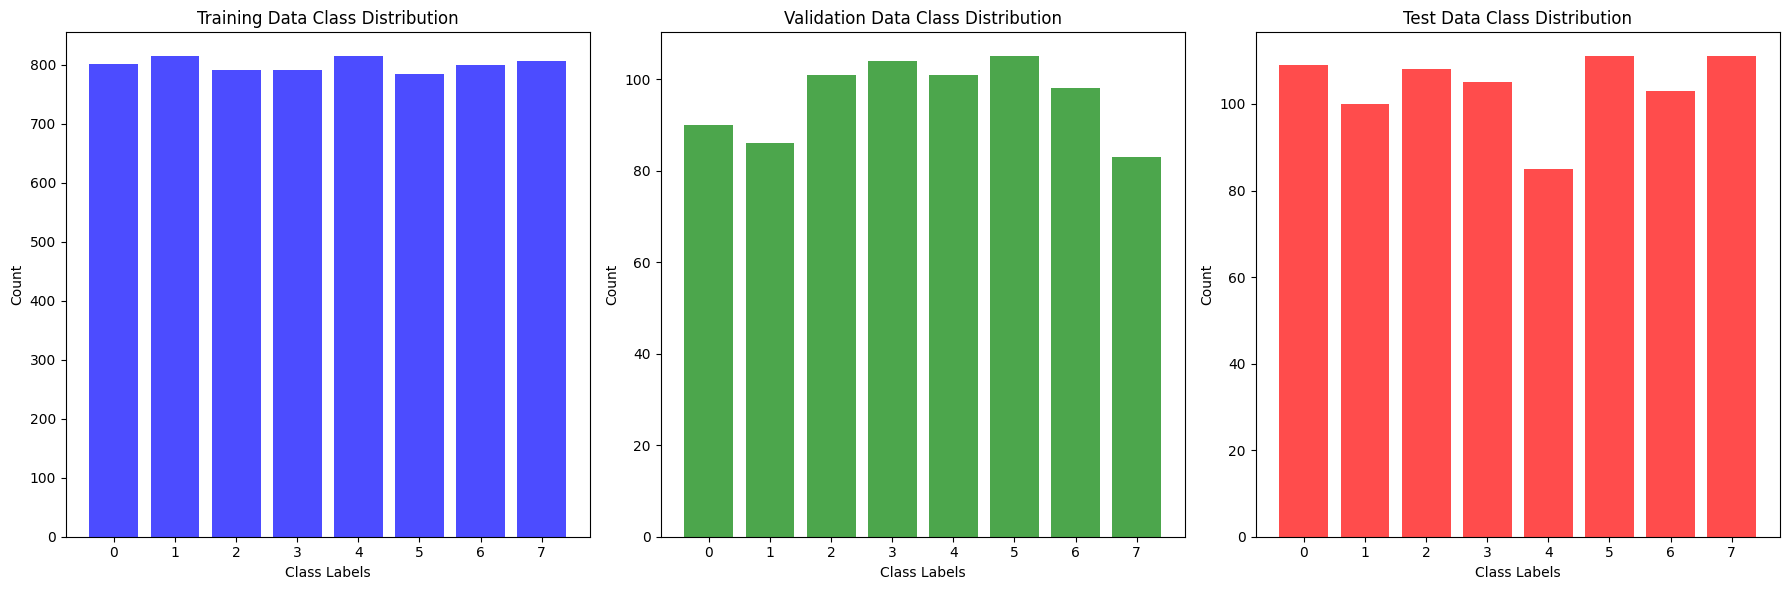 Training Data Class Distribution
800
700
600
500
400
300
200
100
0
Count
0 1 2 3 4 5 6 7
Class Labels
Validation Data Class Distribution
100
80
60
40
20
0
Count
0 1 2 3 4 5 6 7
Class Labels
Test Data Class Distribution
100
80
60
40
20
0
Count
0 1 2 3 4 5 6 7
Class Labels